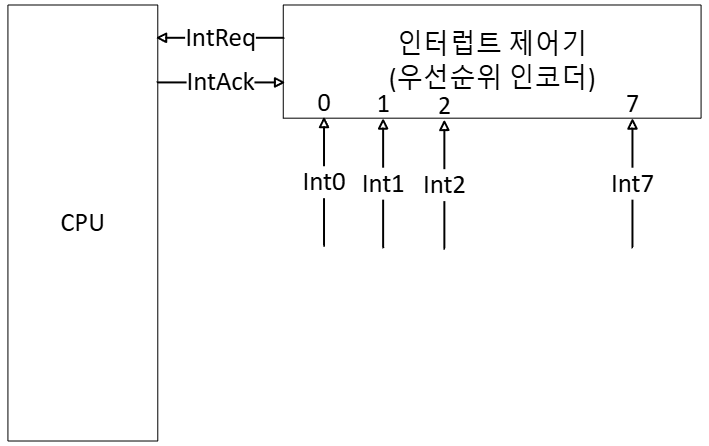 IntReq
인터럽트 제어기
IntAck
(우선순위 인코더)
0 1 2 7
Int0 Int1 Int2 Int7
CPU